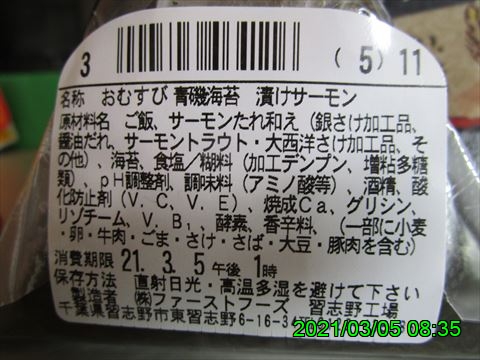 3 (5) 11
名称 おむすび 青磯海苔 漬けサーモン
原材料名 ご飯、サーモンたれ和え(銀さけ加工品、
醤油だれ、サーモントラウト・大西洋さけ加工品、そ
の他)、海苔、食塩/糊料(加工デンプン、増粘多糖
類)、pH調整剤、調味料(アミノ酸等)、酒精、酸
化防止剤(V.C、V.E)、焼成Ca、グリシン、
リゾチーム、V.B₁、酵素、香辛料、(一部に小麦
・卵・牛肉・ごま・さけ・さば・大豆・豚肉を含む)
消費期限 21.3.5 午後 1時
保存方法 直射日光・高温多湿を避けて下さい
製造者 (株)ファーストフーズ 習志野工場
千葉県習志野市東習志野6-16-34
2021/03/05 08:35